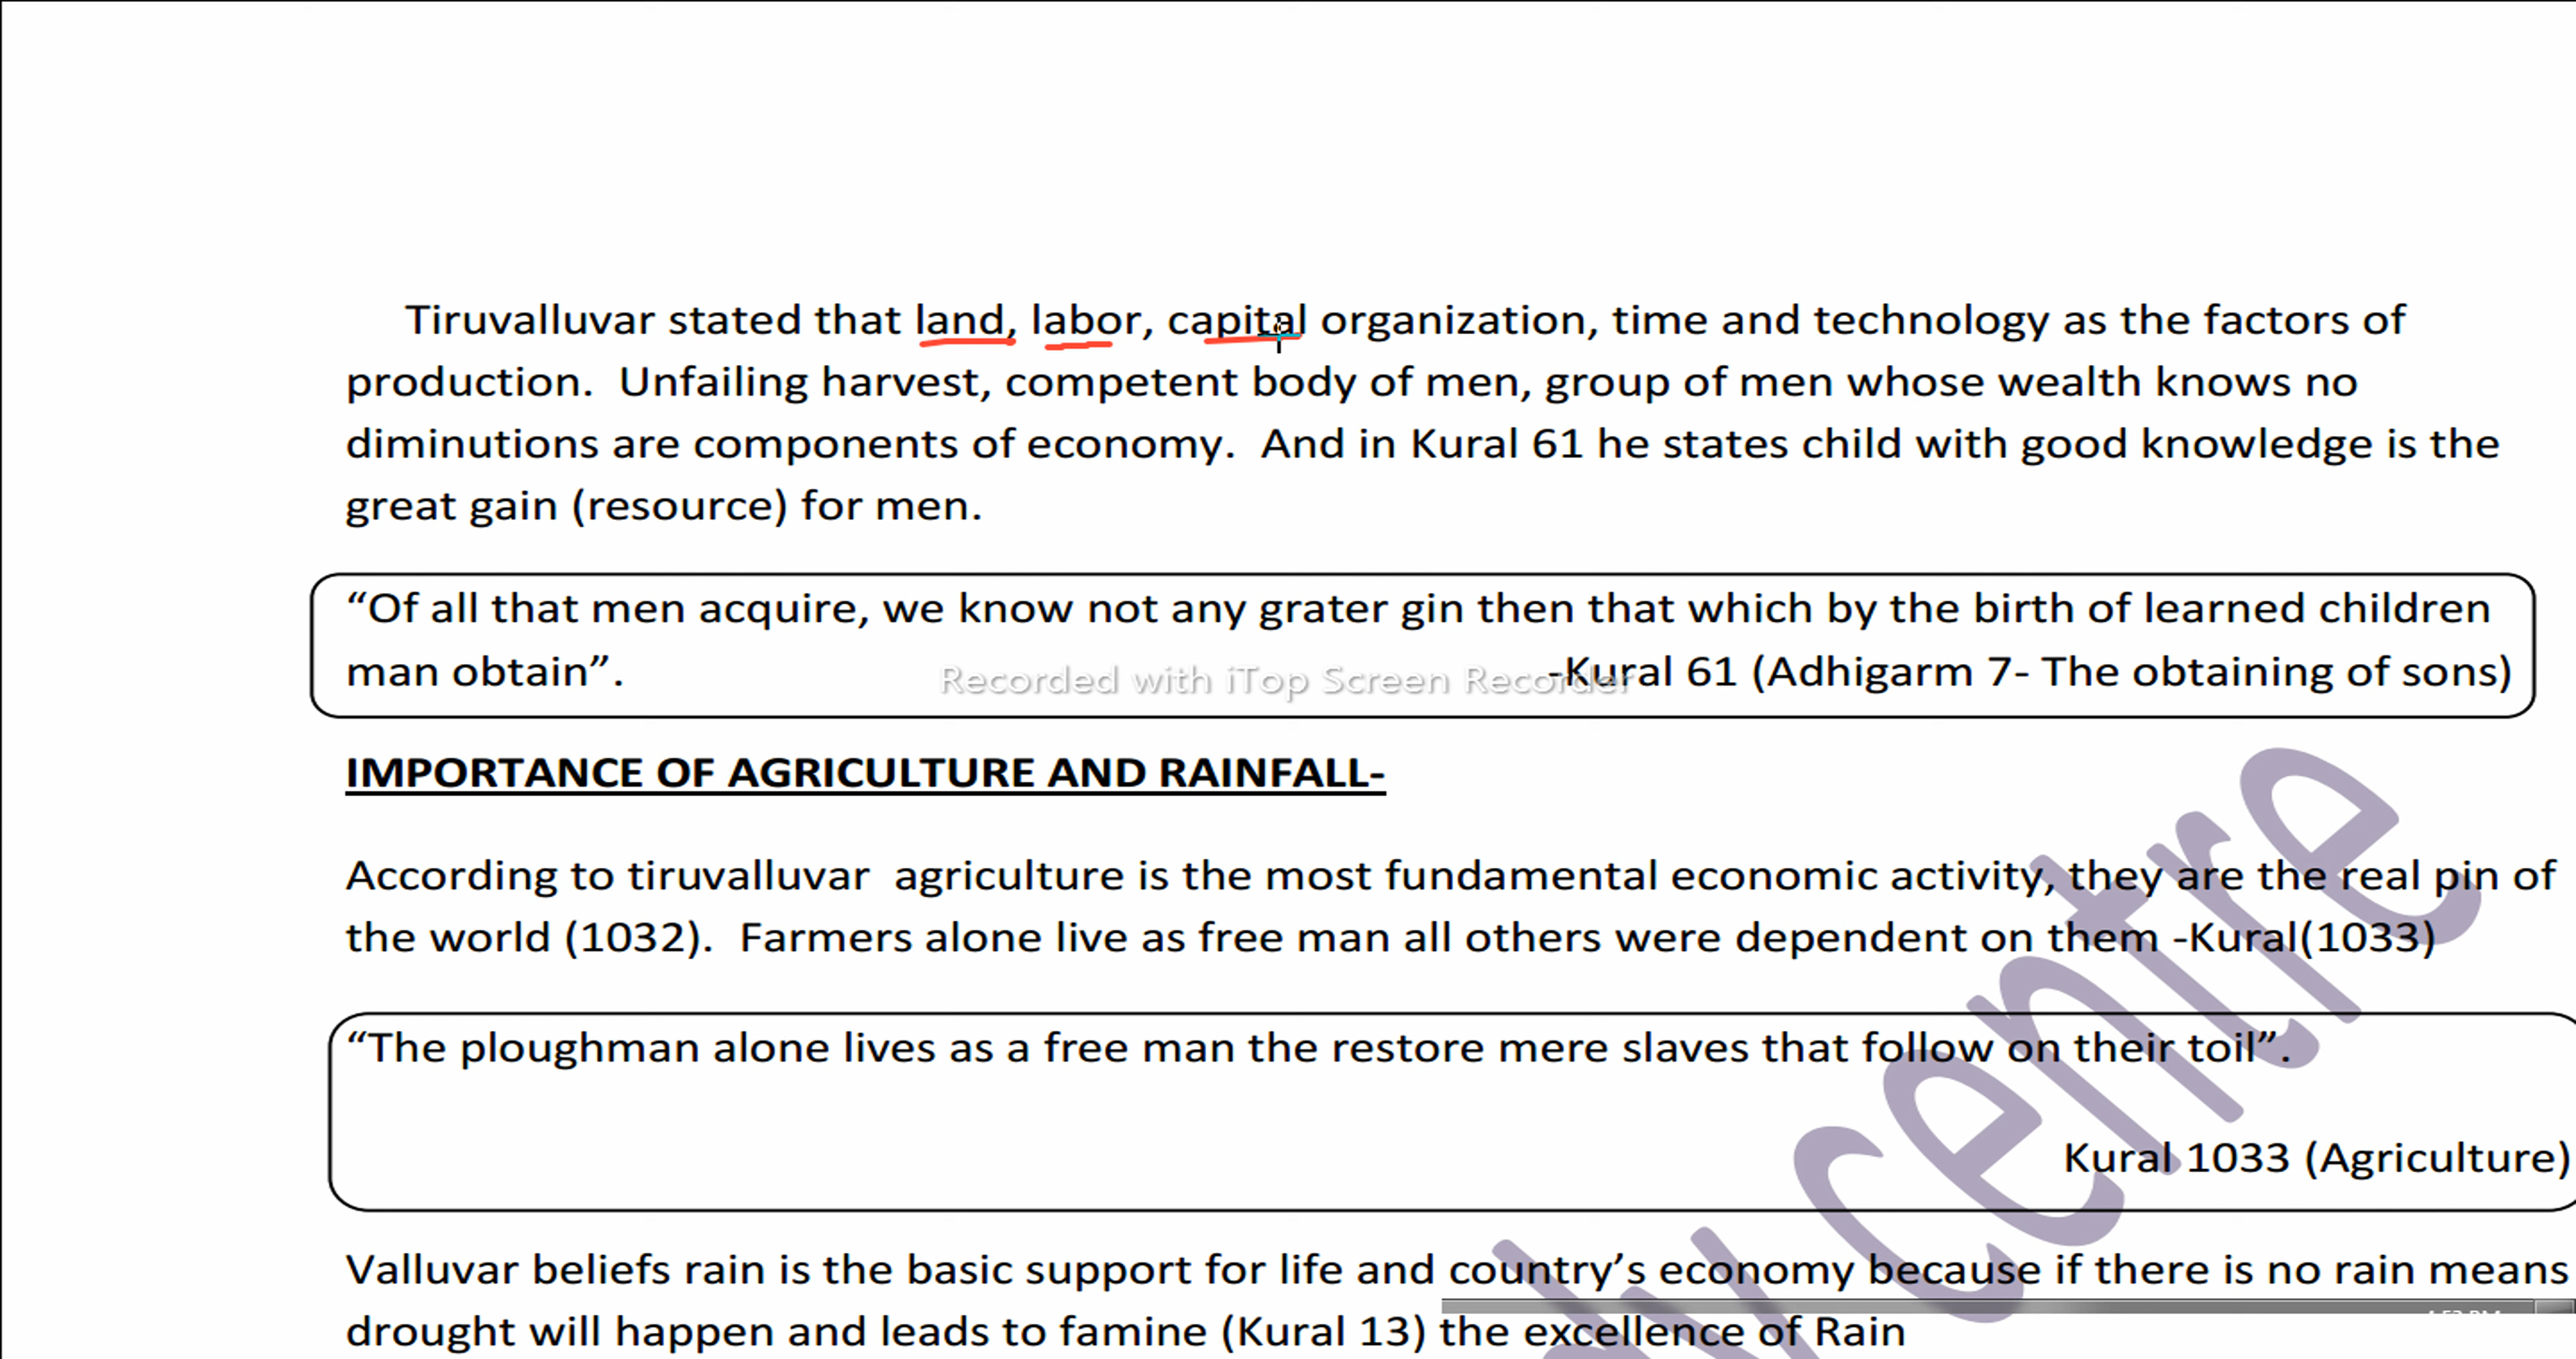 Tiruvalluvar stated that land, labor, capital organization, time and technology as the factors of
production.  Unfailing harvest, competent body of men, group of men whose wealth knows no
diminutions are components of economy.  And in Kural 61 he states child with good knowledge is the
great gain (resource) for men.
“Of all that men acquire, we know not any grater gin then that which by the birth of learned children
man obtain”. -Kural 61 (Adhigarm 7- The obtaining of sons)
Recorded with iTop Screen Recorder
IMPORTANCE OF AGRICULTURE AND RAINFALL-
According to tiruvalluvar  agriculture is the most fundamental economic activity, they are the real pin of
the world (1032).  Farmers alone live as free man all others were dependent on them -Kural(1033)
“The ploughman alone lives as a free man the restore mere slaves that follow on their toil”.
Kural 1033 (Agriculture)
Valluvar beliefs rain is the basic support for life and country’s economy because if there is no rain means
drought will happen and leads to famine (Kural 13) the excellence of Rain
centre